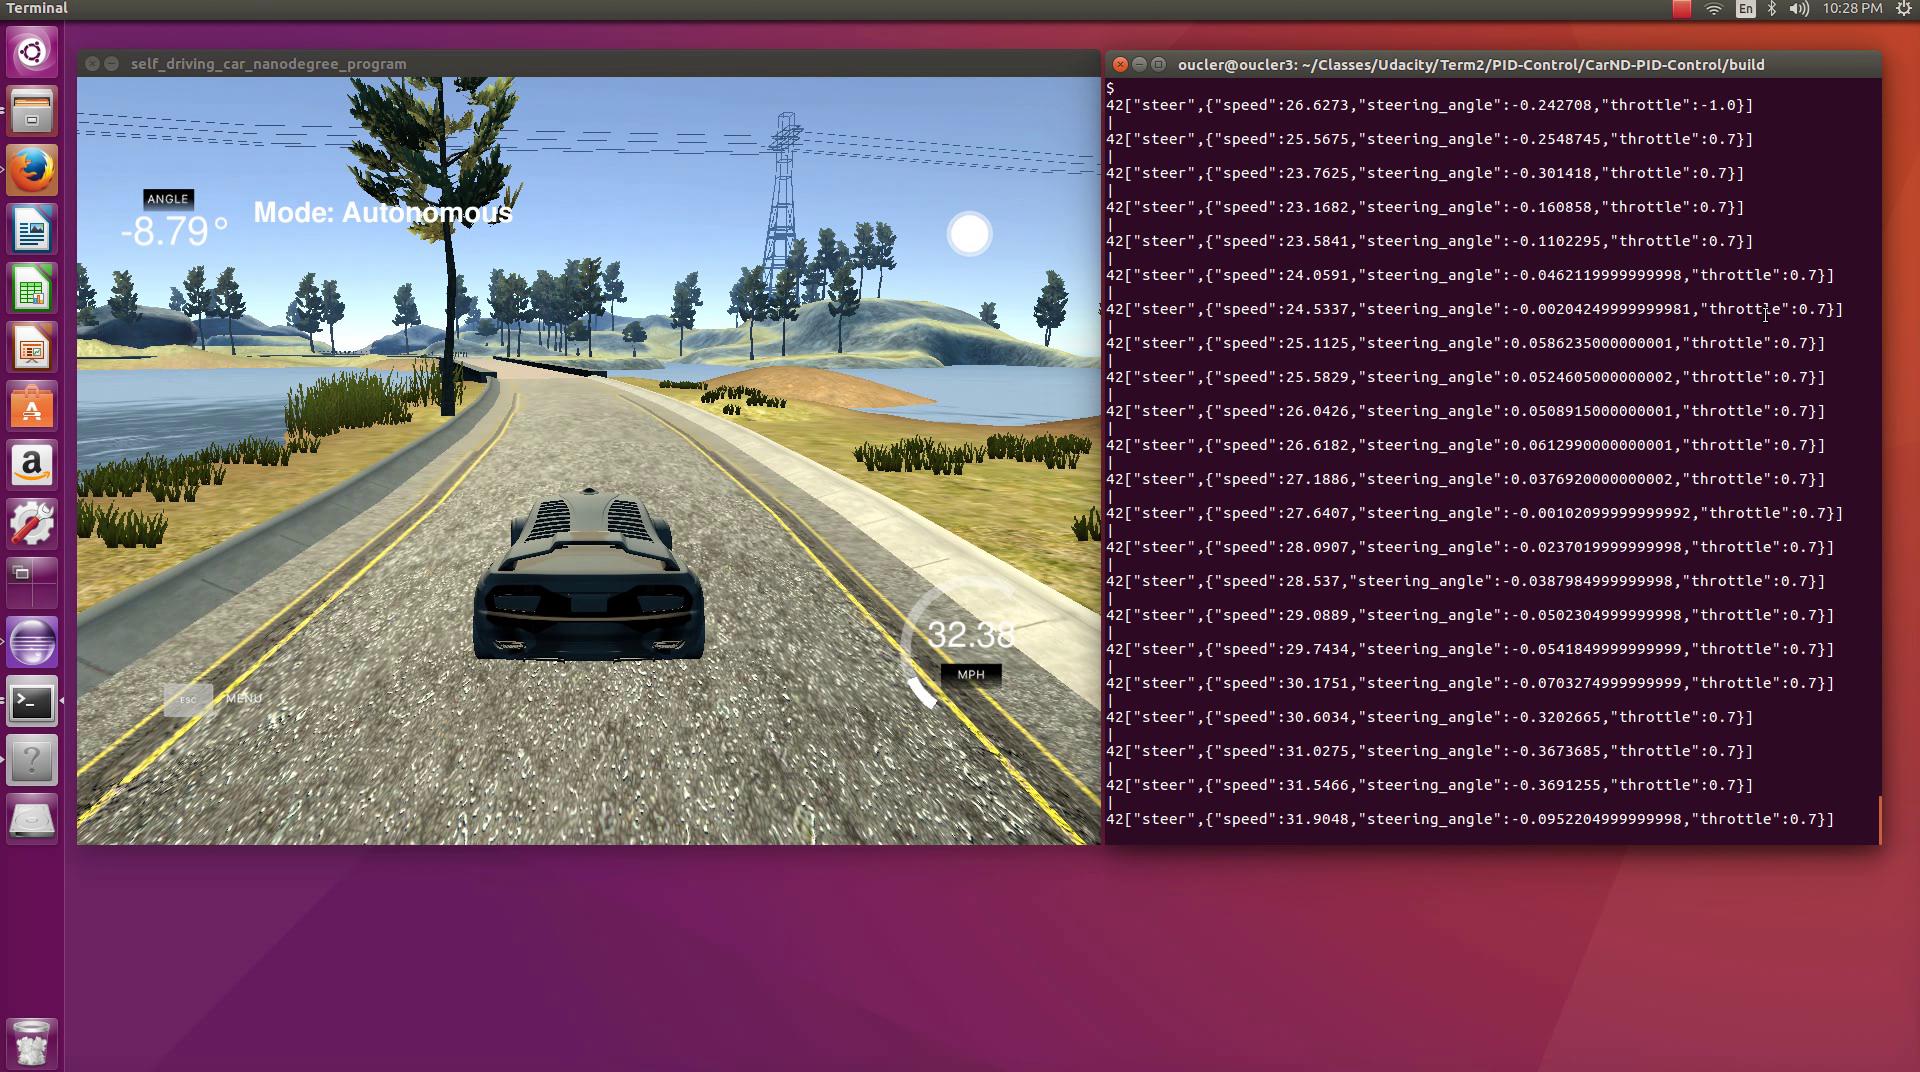 Terminal
En
10:28 PM
self_driving_car_nanodegree_program
ANGLE
-8.79°
Mode: Autonomous
32.38
MPH
ESC
MENU
a
oucler@oucler3: ~/Classes/Udacity/Term2/PID-Control/CarND-PID-Control/build
$
42["steer",{"speed":26.6273,"steering_angle":-0.242708,"throttle":-1.0}]
|
42["steer",{"speed":25.5675,"steering_angle":-0.2548745,"throttle":0.7}]
|
42["steer",{"speed":23.7625,"steering_angle":-0.301418,"throttle":0.7}]
|
42["steer",{"speed":23.1682,"steering_angle":-0.160858,"throttle":0.7}]
|
42["steer",{"speed":23.5841,"steering_angle":-0.1102295,"throttle":0.7}]
|
42["steer",{"speed":24.0591,"steering_angle":-0.0462119999999998,"throttle":0.7}]
|
42["steer",{"speed":24.5337,"steering_angle":-0.00204249999999981,"throttle":0.7}]
|
42["steer",{"speed":25.1125,"steering_angle":0.0586235000000001,"throttle":0.7}]
|
42["steer",{"speed":25.5829,"steering_angle":0.0524605000000002,"throttle":0.7}]
|
42["steer",{"speed":26.0426,"steering_angle":0.0508915000000001,"throttle":0.7}]
|
42["steer",{"speed":26.6182,"steering_angle":0.0612990000000001,"throttle":0.7}]
|
42["steer",{"speed":27.1886,"steering_angle":0.0376920000000002,"throttle":0.7}]
|
42["steer",{"speed":27.6407,"steering_angle":-0.00102099999999992,"throttle":0.7}]
|
42["steer",{"speed":28.0907,"steering_angle":-0.0237019999999998,"throttle":0.7}]
|
42["steer",{"speed":28.537,"steering_angle":-0.0387984999999998,"throttle":0.7}]
|
42["steer",{"speed":29.0889,"steering_angle":-0.0502304999999998,"throttle":0.7}]
|
42["steer",{"speed":29.7434,"steering_angle":-0.0541849999999999,"throttle":0.7}]
|
42["steer",{"speed":30.1751,"steering_angle":-0.0703274999999999,"throttle":0.7}]
|
42["steer",{"speed":30.6034,"steering_angle":-0.3202665,"throttle":0.7}]
|
42["steer",{"speed":31.0275,"steering_angle":-0.3673685,"throttle":0.7}]
|
42["steer",{"speed":31.5466,"steering_angle":-0.3691255,"throttle":0.7}]
|
42["steer",{"speed":31.9048,"steering_angle":-0.0952204999999998,"throttle":0.7}]